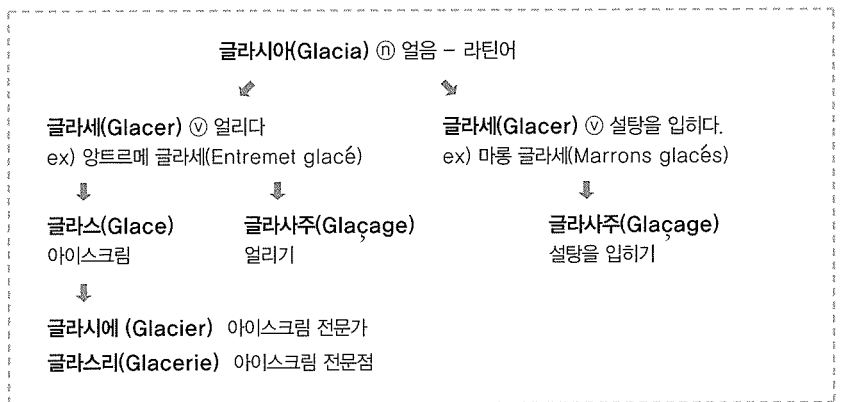 글라시아(Glacia) ⓝ 얼음 – 라틴어
글라세(Glacer) ⓥ 얼리다
ex) 앙트르메 글라세(Entremet glacé)
글라세(Glacer) ⓥ 설탕을 입히다.
ex) 마롱 글라세(Marrons glacés)
글라스(Glace)
아이스크림
글라사주(Glaçage)
얼리기
글라사주(Glaçage)
설탕을 입히기
글라시에 (Glacier) 아이스크림 전문가
글라스리(Glacerie) 아이스크림 전문점